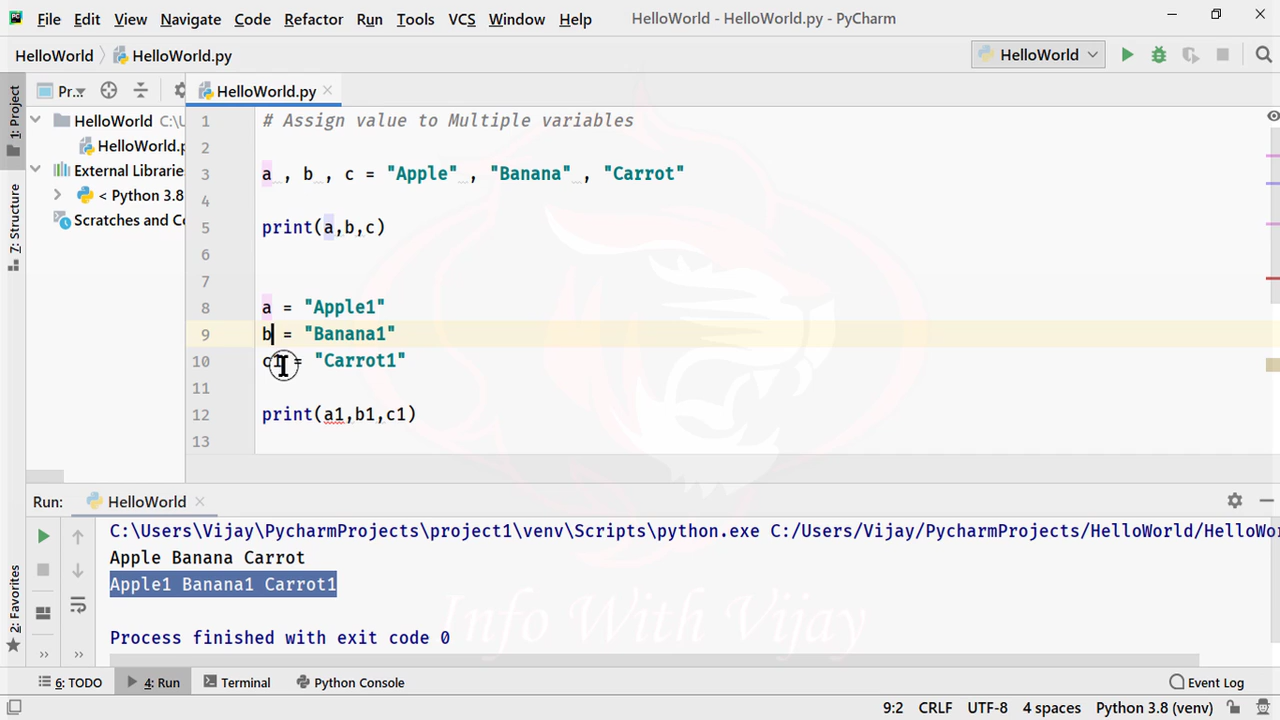 File Edit View Navigate Code Refactor Run Tools VCS Window Help HelloWorld - HelloWorld.py - PyCharm
HelloWorld HelloWorld.py HelloWorld
1: Project
Pr..
HelloWorld.py
HelloWorld C:\U
HelloWorld.p
External Librarie
< Python 3.8
Scratches and Co
7: Structure
1 # Assign value to Multiple variables
2
3 a , b , c = "Apple" , "Banana" , "Carrot"
4
5 print(a,b,c)
6
7
8 a = "Apple1"
9 b = "Banana1"
10 c1 = "Carrot1"
11
12 print(a1,b1,c1)
13
Run: HelloWorld
C:\Users\Vijay\PycharmProjects\project1\venv\Scripts\python.exe C:/Users/Vijay/PycharmProjects/HelloWorld/HelloWo
Apple Banana Carrot
Apple1 Banana1 Carrot1
Info With Vijay
Process finished with exit code 0
2: Favorites
6: TODO 4: Run Terminal Python Console Event Log
9:2 CRLF UTF-8 4 spaces Python 3.8 (venv)